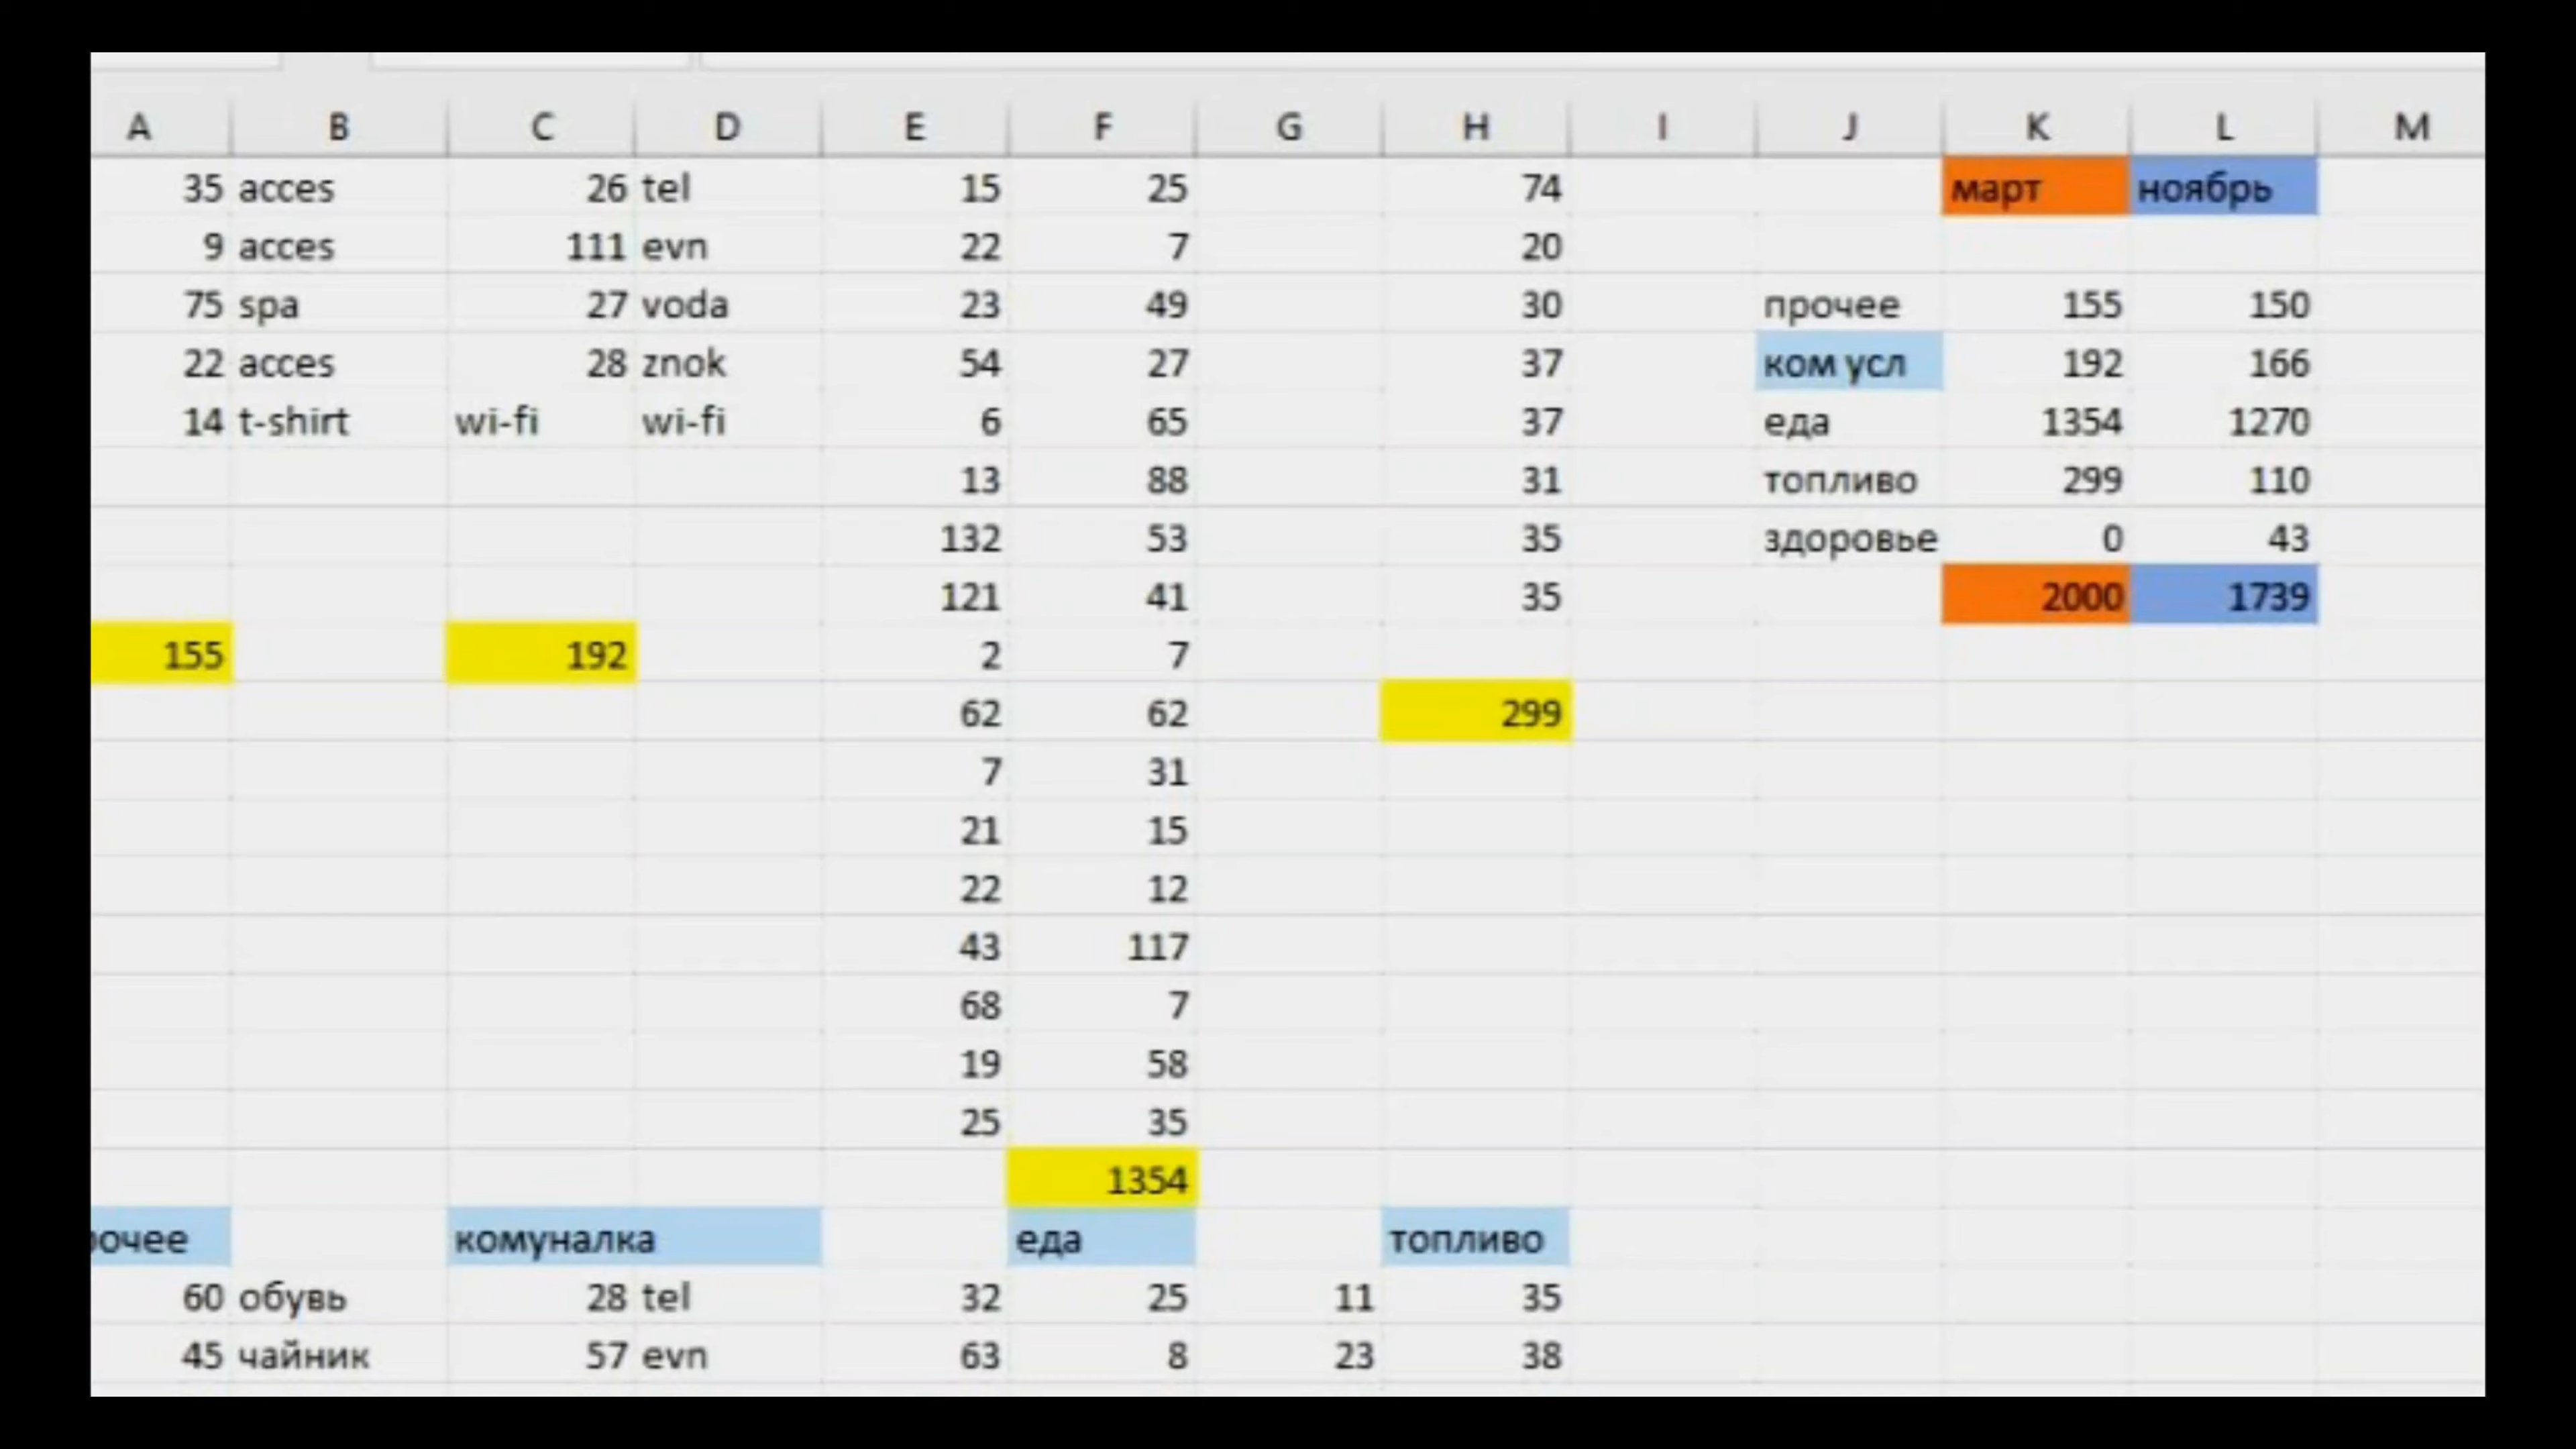 A B C D E F G H I J K L M
35 acces 26 tel 15 25 74 март ноябрь
9 acces 111 evn 22 7 20
75 spa 27 voda 23 49 30 прочее 155 150
22 acces 28 znok 54 27 37 ком усл 192 166
14 t-shirt wi-fi wi-fi 6 65 37 еда 1354 1270
13 88 31 топливо 299 110
132 53 35 здоровье 0 43
121 41 35 2000 1739
155 192 2 7
62 62 299
7 31
21 15
22 12
43 117
68 7
19 58
25 35
1354
рочее комуналка еда топливо
60 обувь 28 tel 32 25 11 35
45 чайник 57 evn 63 8 23 38